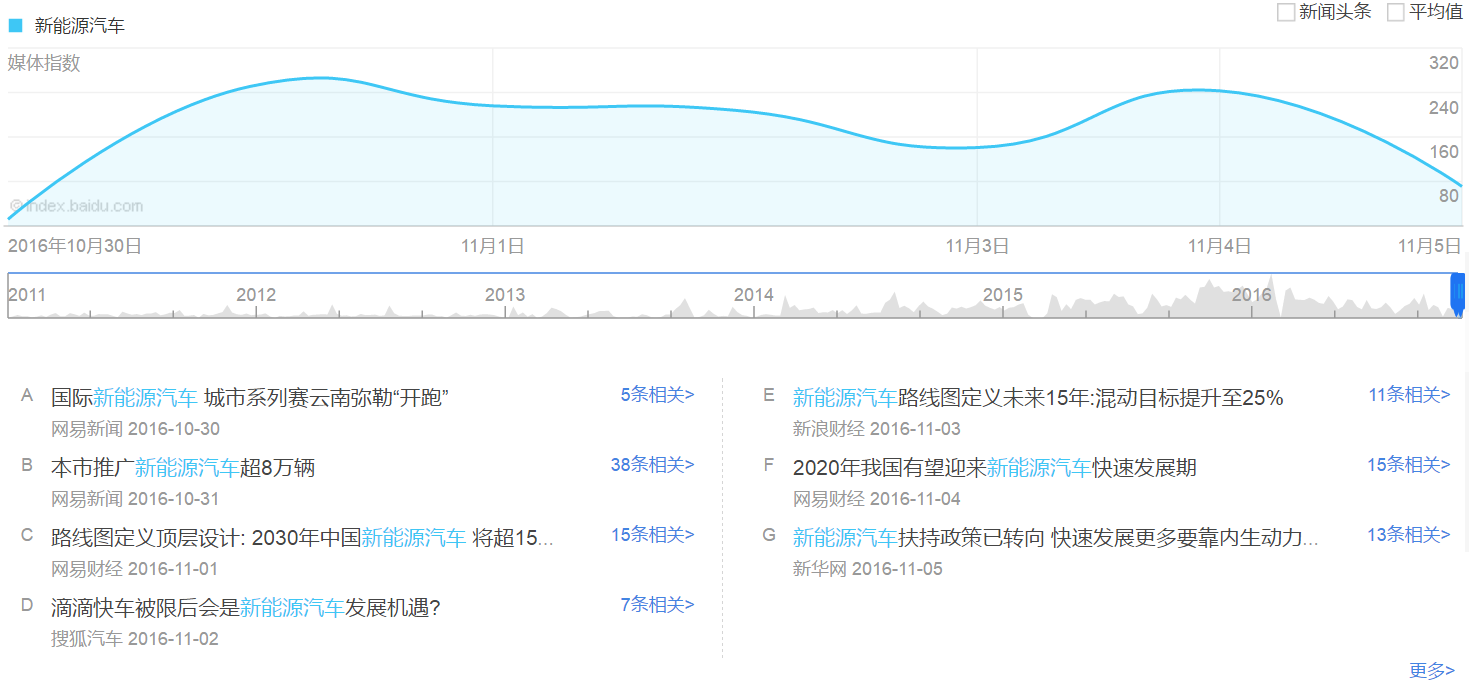 新能源汽车
新闻头条 平均值
媒体指数
320
240
160
80
©index.baidu.com
2016年10月30日 11月1日 11月3日 11月4日 11月5日
2011 2012 2013 2014 2015 2016
A 国际新能源汽车 城市系列赛云南弥勒“开跑” 5条相关>
网易新闻 2016-10-30
B 本市推广新能源汽车超8万辆 38条相关>
网易新闻 2016-10-31
C 路线图定义顶层设计: 2030年中国新能源汽车 将超15... 15条相关>
网易财经 2016-11-01
D 滴滴快车被限后会是新能源汽车发展机遇? 7条相关>
搜狐汽车 2016-11-02
E 新能源汽车路线图定义未来15年:混动目标提升至25% 11条相关>
新浪财经 2016-11-03
F 2020年我国有望迎来新能源汽车快速发展期 15条相关>
网易财经 2016-11-04
G 新能源汽车扶持政策已转向 快速发展更多要靠内生动力... 13条相关>
新华网 2016-11-05
更多>